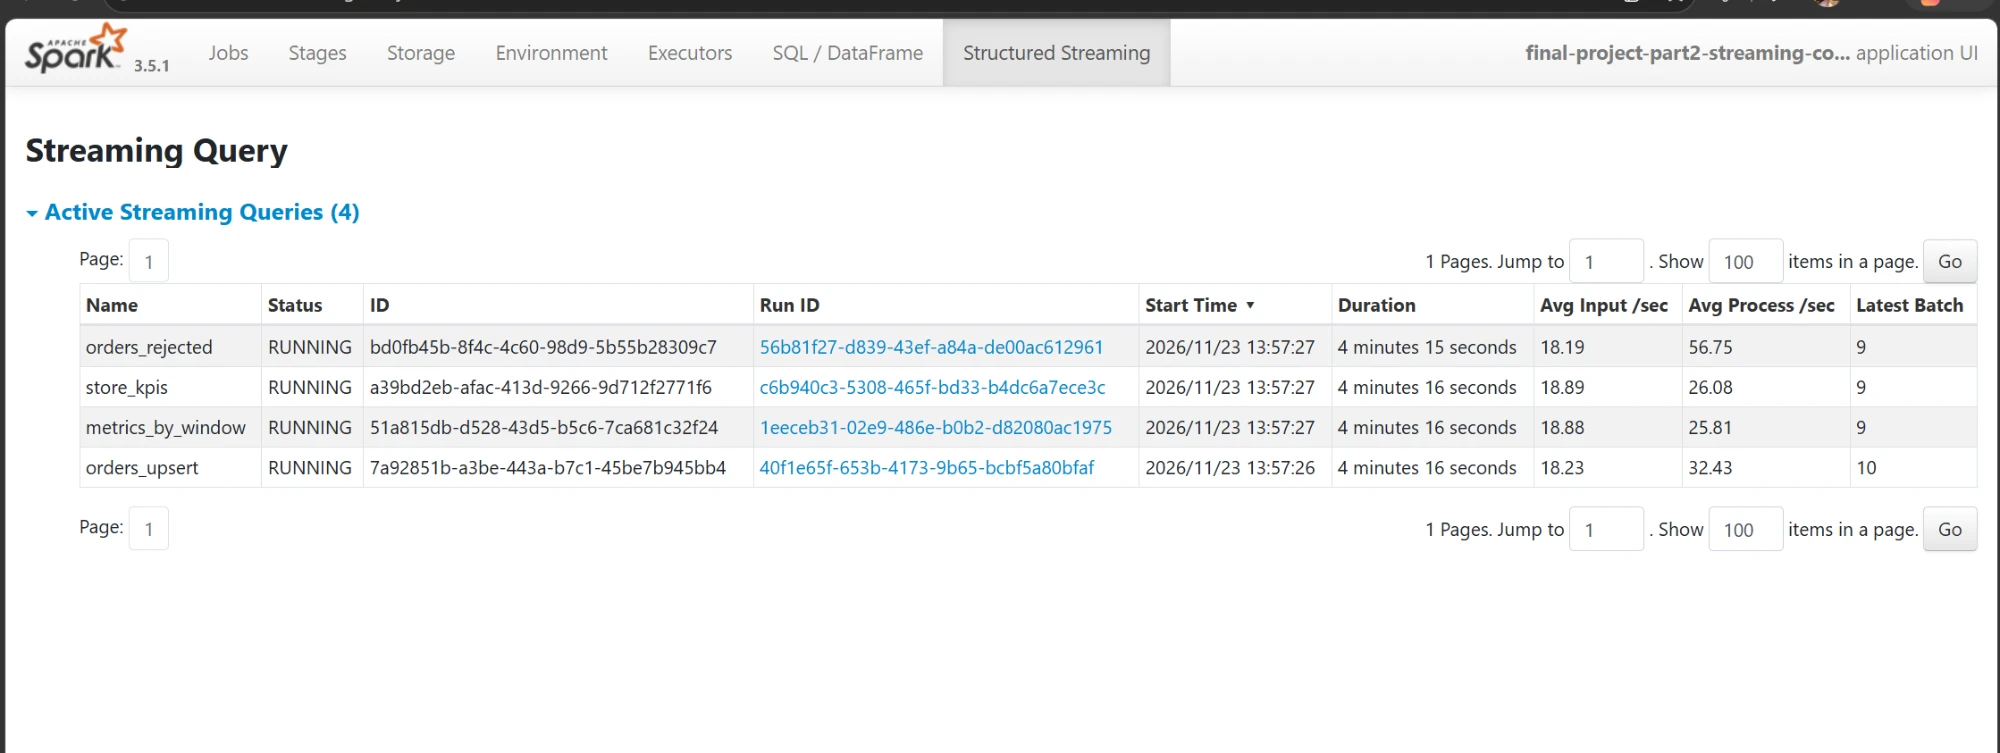 APACHE Spark 3.5.1 Jobs Stages Storage Environment Executors SQL / DataFrame Structured Streaming final-project-part2-streaming-co... application UI
Streaming Query
Active Streaming Queries (4)
Page: 1 1 Pages. Jump to 1 . Show 100 items in a page. Go
Name Status ID Run ID Start Time ▾ Duration Avg Input /sec Avg Process /sec Latest Batch
orders_rejected RUNNING bd0fb45b-8f4c-4c60-98d9-5b55b28309c7 56b81f27-d839-43ef-a84a-de00ac612961 2026/11/23 13:57:27 4 minutes 15 seconds 18.19 56.75 9
store_kpis RUNNING a39bd2eb-afac-413d-9266-9d712f2771f6 c6b940c3-5308-465f-bd33-b4dc6a7ece3c 2026/11/23 13:57:27 4 minutes 16 seconds 18.89 26.08 9
metrics_by_window RUNNING 51a815db-d528-43d5-b5c6-7ca681c32f24 1eeceb31-02e9-486e-b0b2-d82080ac1975 2026/11/23 13:57:27 4 minutes 16 seconds 18.88 25.81 9
orders_upsert RUNNING 7a92851b-a3be-443a-b7c1-45be7b945bb4 40f1e65f-653b-4173-9b65-bcbf5a80bfaf 2026/11/23 13:57:26 4 minutes 16 seconds 18.23 32.43 10
Page: 1 1 Pages. Jump to 1 . Show 100 items in a page. Go